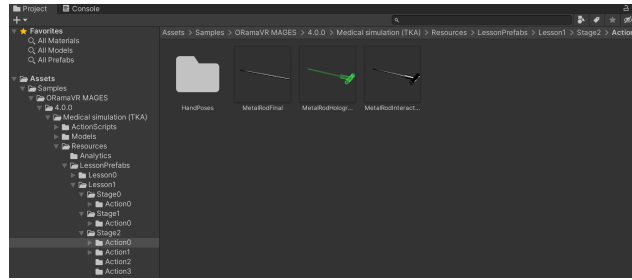 Project Console
Favorites
All Materials
All Models
All Prefabs
Assets
Samples
ORamaVR MAGES
4.0.0
Medical simulation (TKA)
ActionScripts
Models
Resources
Analytics
LessonPrefabs
Lesson0
Lesson1
Stage0
Action0
Stage1
Action0
Stage2
Action0
Action1
Action2
Action3
Assets > Samples > ORamaVR MAGES > 4.0.0 > Medical simulation (TKA) > Resources > LessonPrefabs > Lesson1 > Stage2 > Action
HandPoses MetalRodFinal MetalRodHologr... MetalRodInteract...